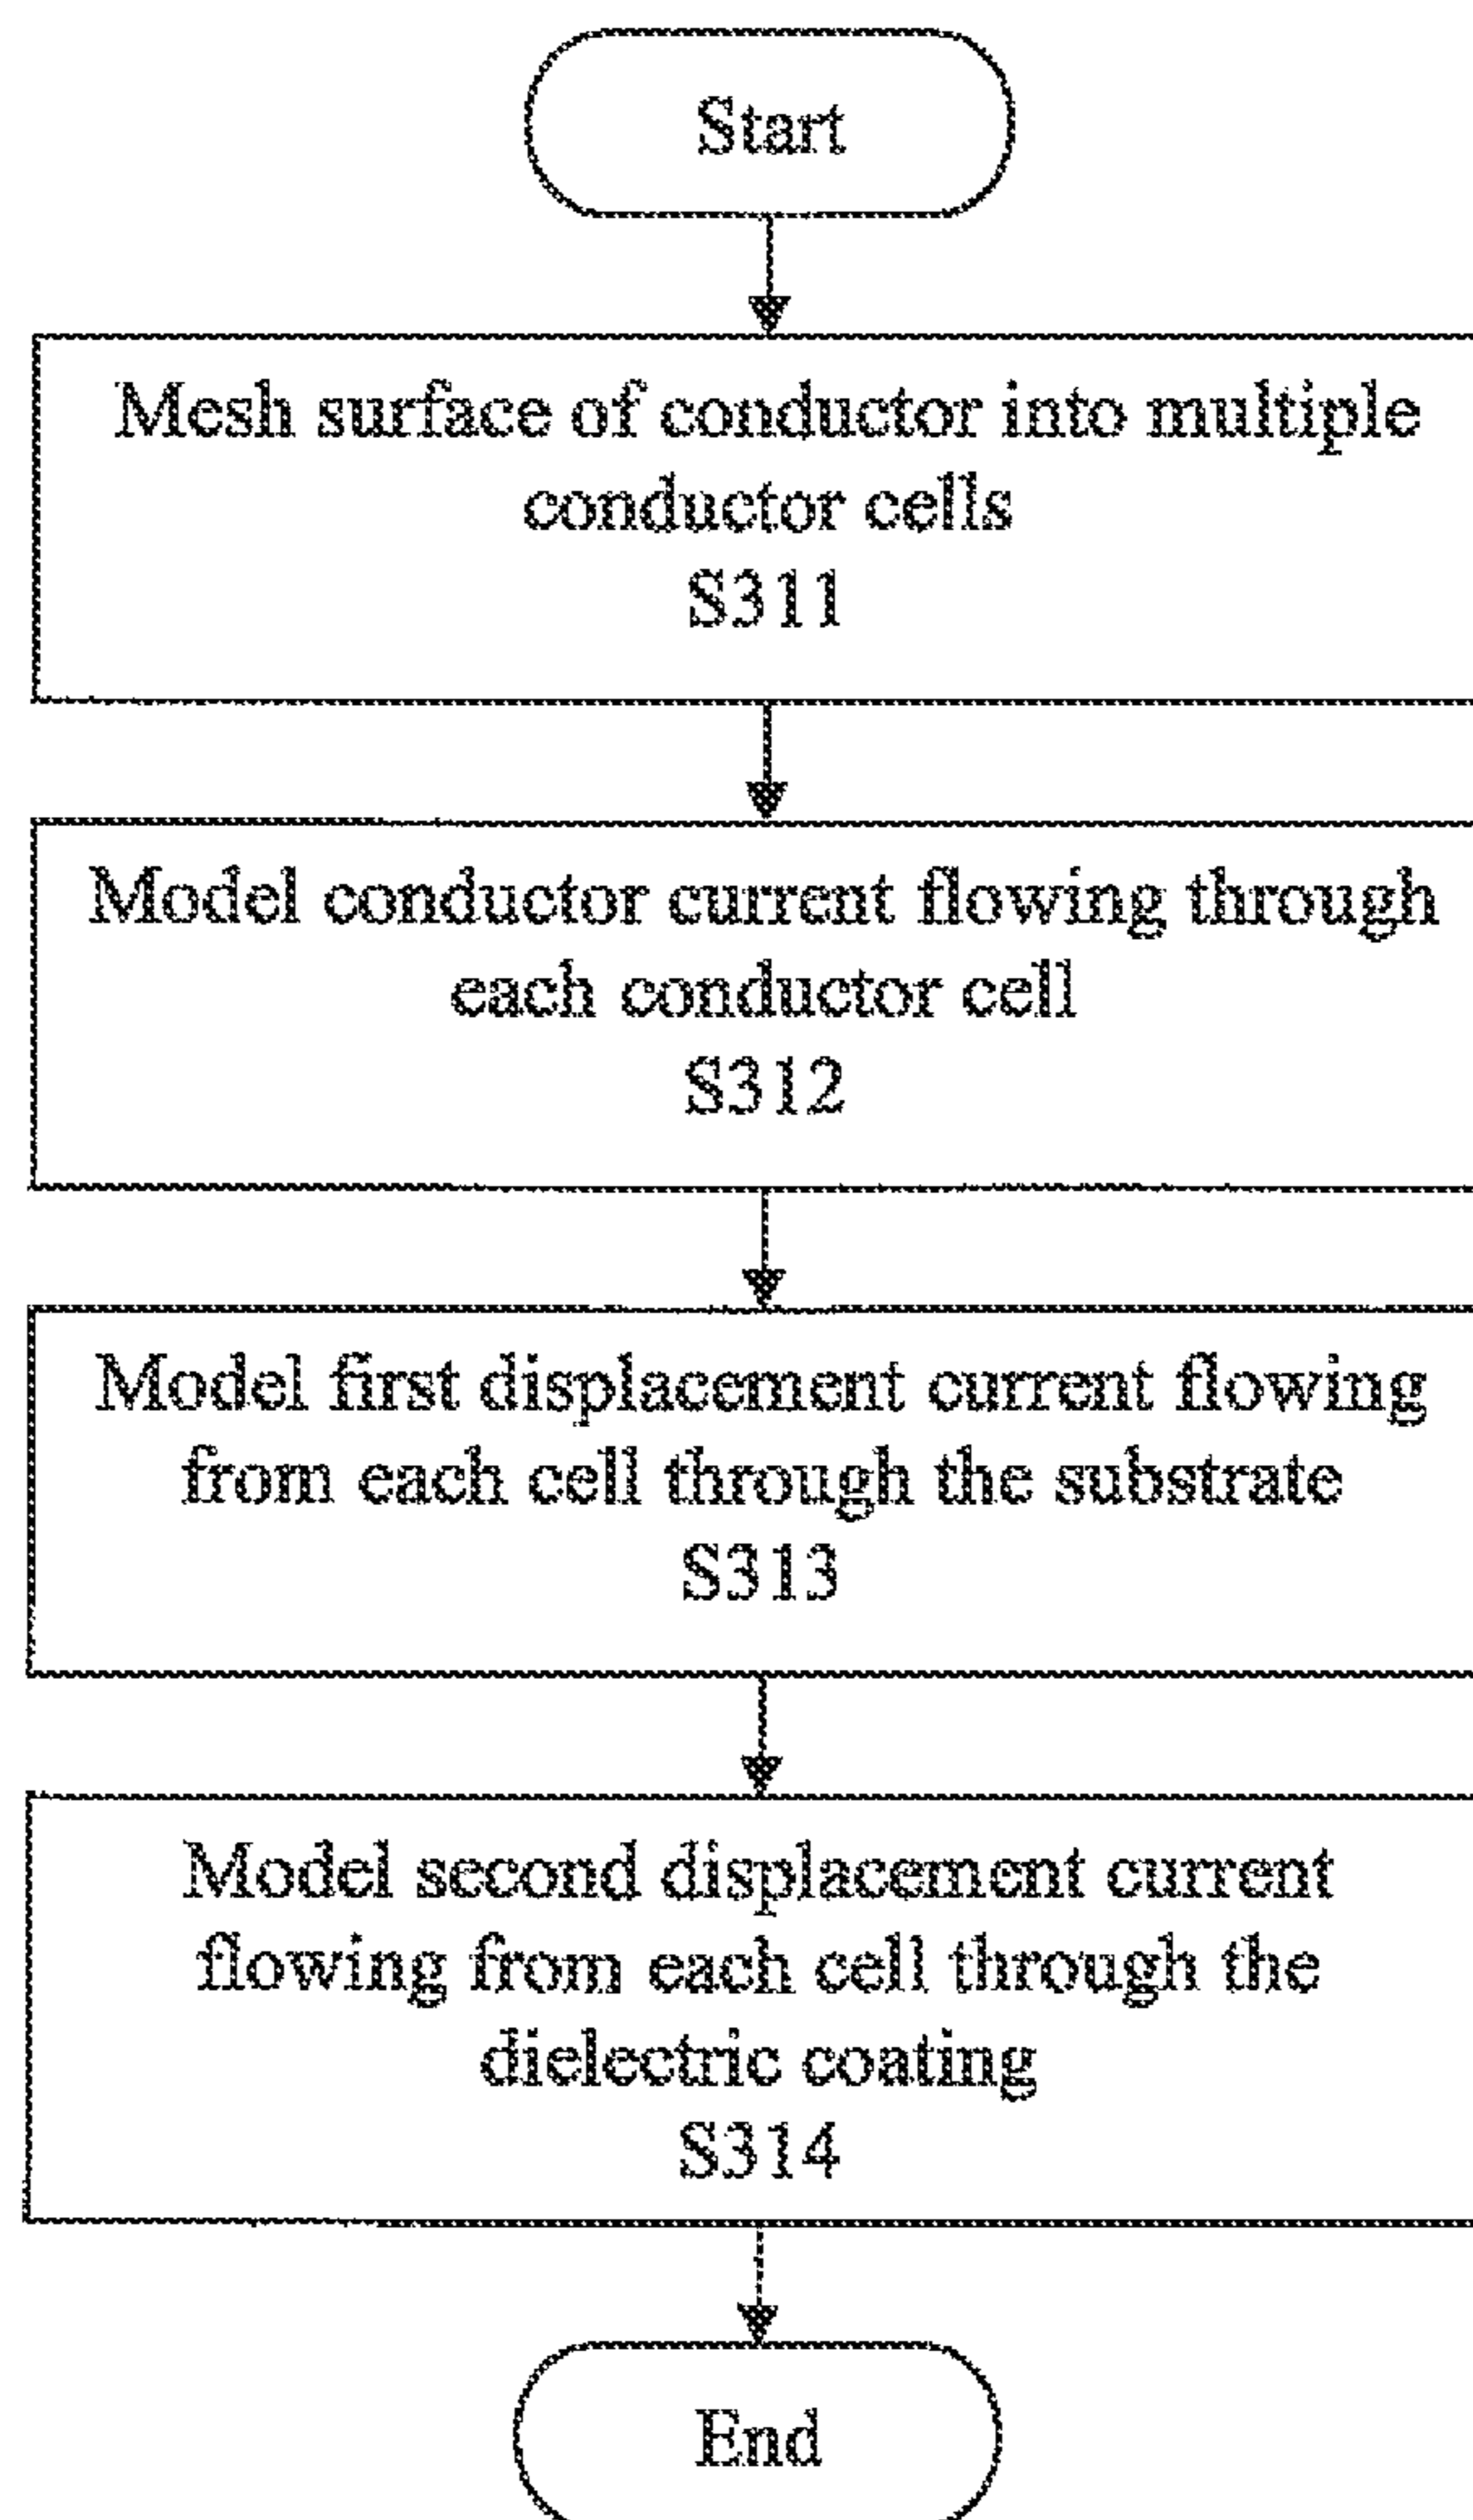 Start
Mesh surface of conductor into multiple
conductor cells
S311
Model conductor current flowing through
each conductor cell
S312
Model first displacement current flowing
from each cell through the substrate
S313
Model second displacement current
flowing from each cell through the
dielectric coating
S314
End